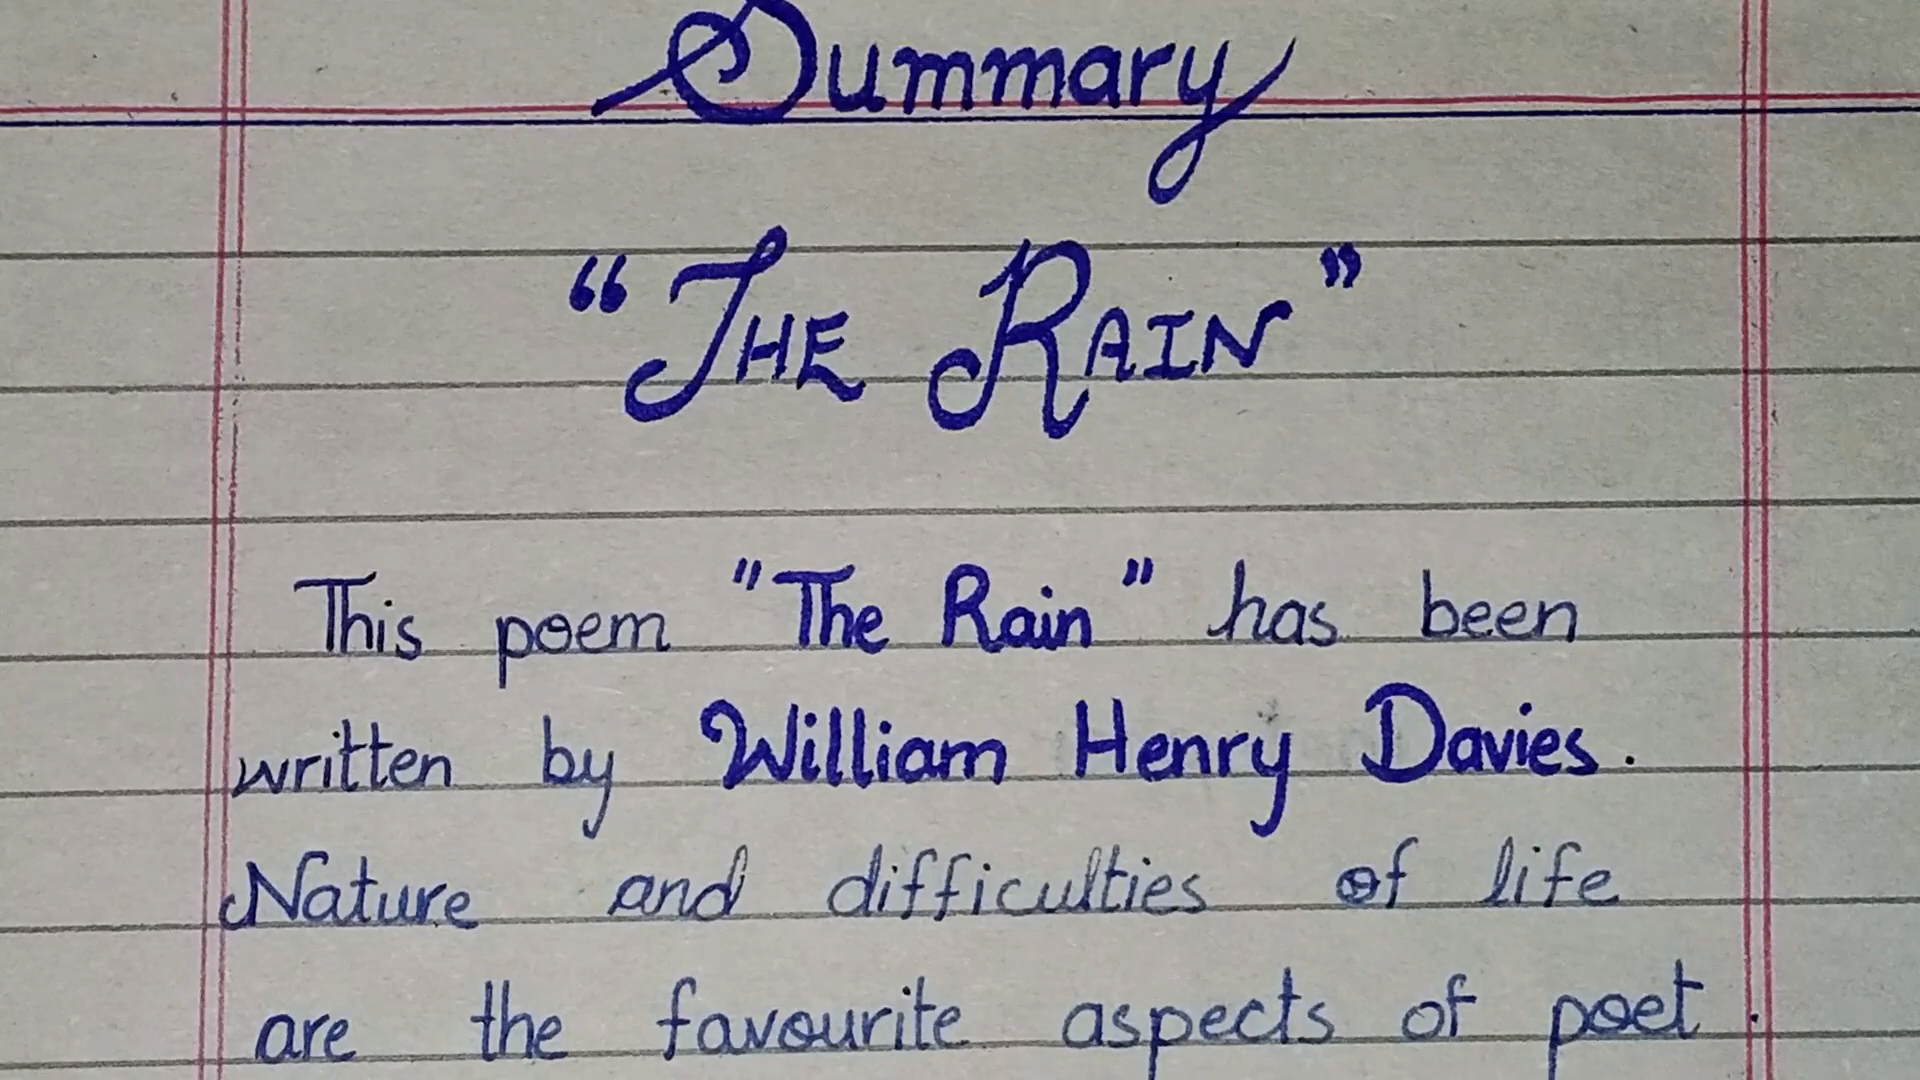 Summary
“THE RAIN”
This poem "The Rain" has been
written by William Henry Davies.
Nature and difficulties of life
are the favourite aspects of poet.